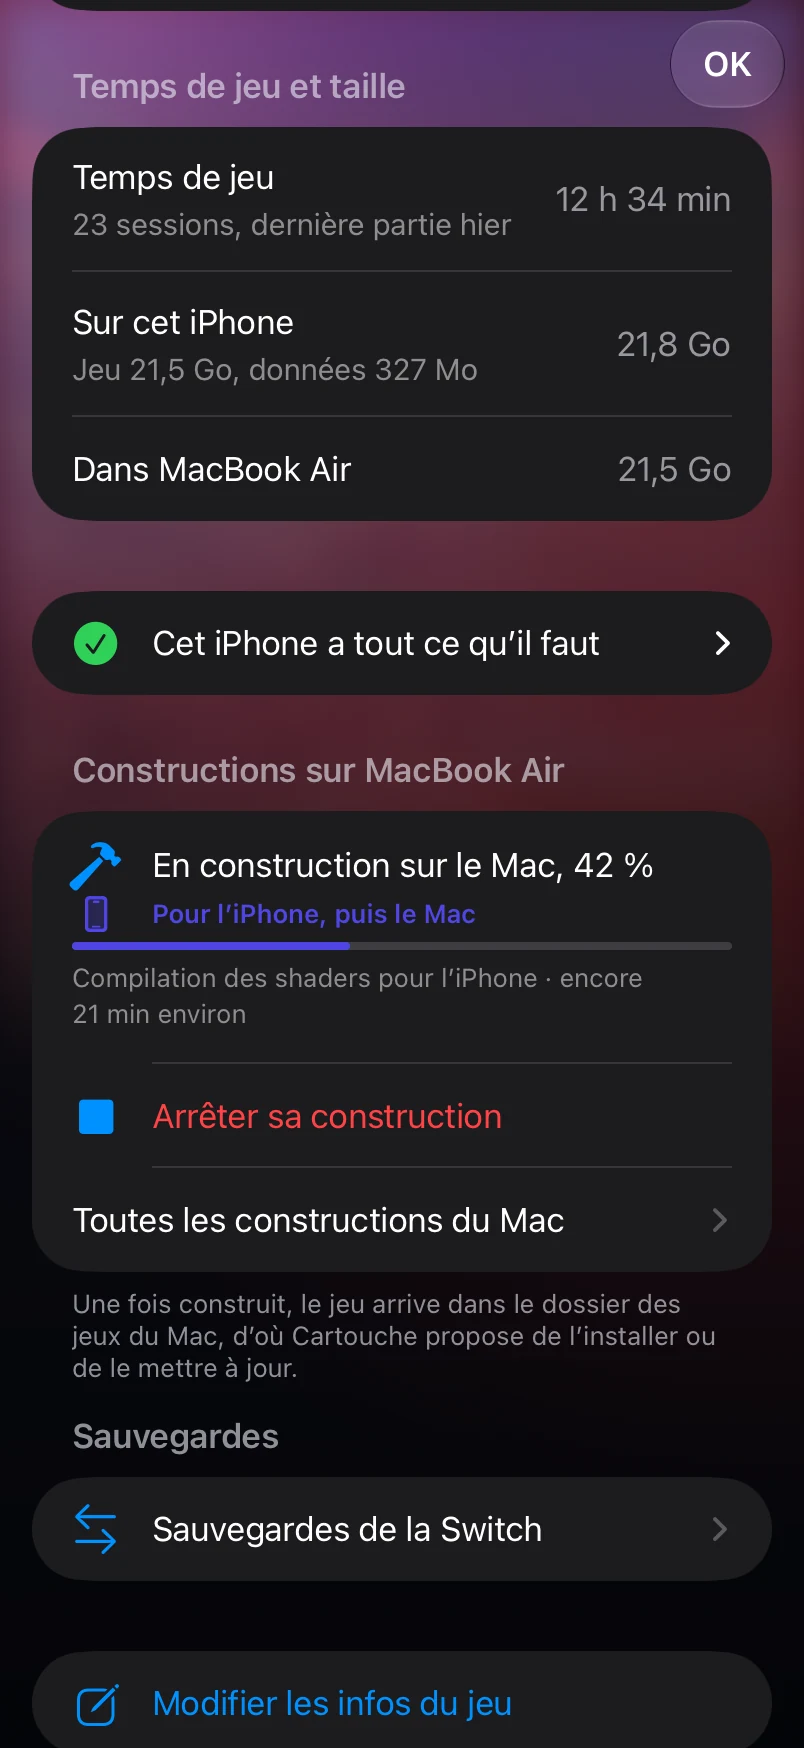 OK
Temps de jeu et taille
Temps de jeu
12 h 34 min
23 sessions, dernière partie hier
Sur cet iPhone
21,8 Go
Jeu 21,5 Go, données 327 Mo
Dans MacBook Air
21,5 Go
Cet iPhone a tout ce qu’il faut
Constructions sur MacBook Air
En construction sur le Mac, 42 %
Pour l’iPhone, puis le Mac
Compilation des shaders pour l’iPhone · encore
21 min environ
Arrêter sa construction
Toutes les constructions du Mac
Une fois construit, le jeu arrive dans le dossier des
jeux du Mac, d’où Cartouche propose de l’installer ou
de le mettre à jour.
Sauvegardes
Sauvegardes de la Switch
Modifier les infos du jeu